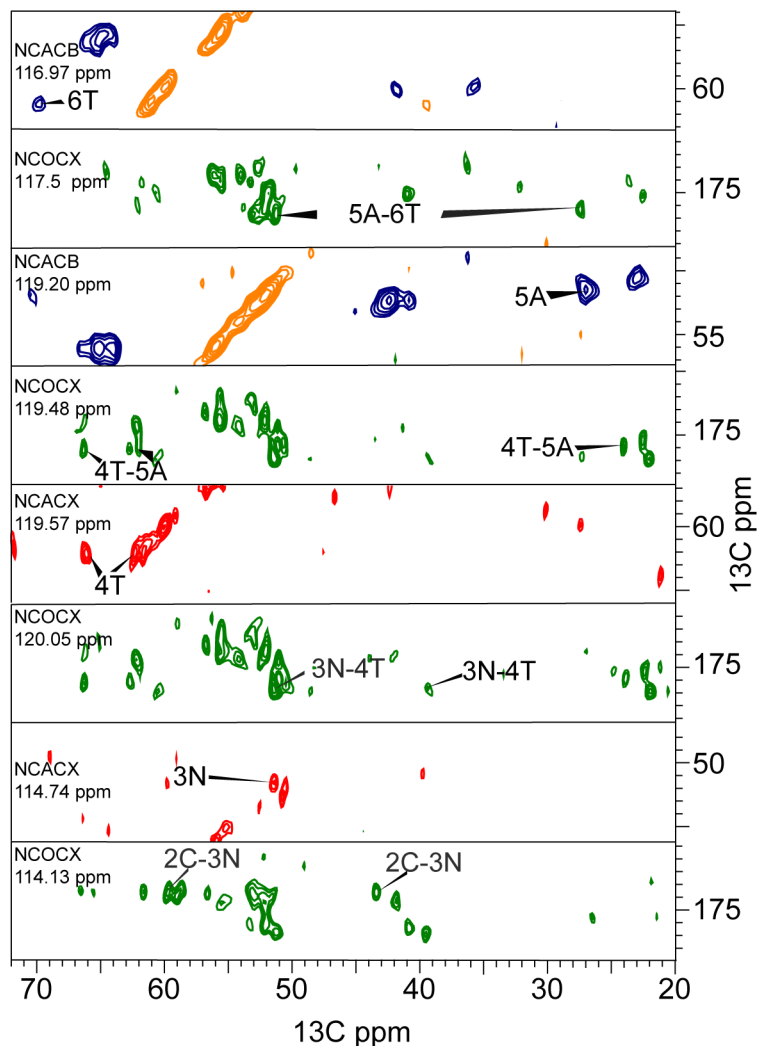 NCACB
116.97 ppm
6T
60
NCOCX
117.5 ppm
175
5A-6T
NCACB
119.20 ppm
5A
55
NCOCX
119.48 ppm
175
4T-5A
4T-5A
NCACX
119.57 ppm
60
4T
13C ppm
NCOCX
120.05 ppm
175
3N-4T
3N-4T
NCACX
114.74 ppm
50
3N
NCOCX
114.13 ppm
2C-3N
2C-3N
175
70 60 50 40 30 20
13C ppm